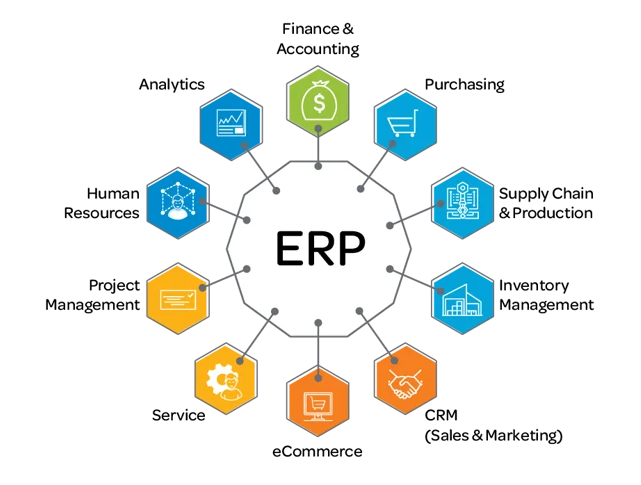 Finance &
Accounting
Analytics
Purchasing
Human
Resources
Supply Chain
& Production
ERP
Project
Management
Inventory
Management
Service
CRM
(Sales & Marketing)
eCommerce
$